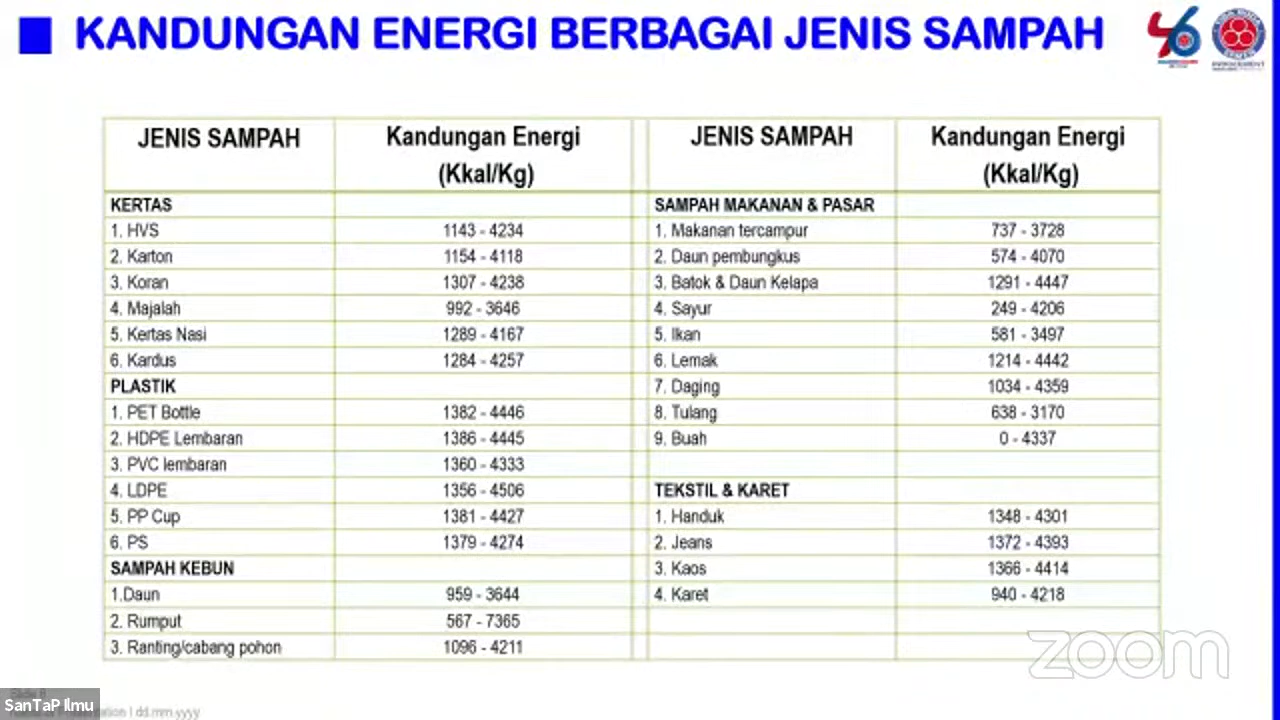 KANDUNGAN ENERGI BERBAGAI JENIS SAMPAH
46
JENIS SAMPAH Kandungan Energi (Kkal/Kg)
KERTAS
1. HVS 1143 - 4234
2. Karton 1154 - 4118
3. Koran 1307 - 4238
4. Majalah 992 - 3646
5. Kertas Nasi 1289 - 4167
6. Kardus 1284 - 4257
PLASTIK
1. PET Bottle 1382 - 4446
2. HDPE Lembaran 1386 - 4445
3. PVC lembaran 1360 - 4333
4. LDPE 1356 - 4506
5. PP Cup 1381 - 4427
6. PS 1379 - 4274
SAMPAH KEBUN
1.Daun 959 - 3644
2. Rumput 567 - 7365
3. Ranting/cabang pohon 1096 - 4211
JENIS SAMPAH Kandungan Energi (Kkal/Kg)
SAMPAH MAKANAN & PASAR
1. Makanan tercampur 737 - 3728
2. Daun pembungkus 574 - 4070
3. Batok & Daun Kelapa 1291 - 4447
4. Sayur 249 - 4206
5. Ikan 581 - 3497
6. Lemak 1214 - 4442
7. Daging 1034 - 4359
8. Tulang 638 - 3170
9. Buah 0 - 4337
TEKSTIL & KARET
1. Handuk 1348 - 4301
2. Jeans 1372 - 4393
3. Kaos 1366 - 4414
4. Karet 940 - 4218
zoom
SanTaP Ilmu
dd.mm.yyyy